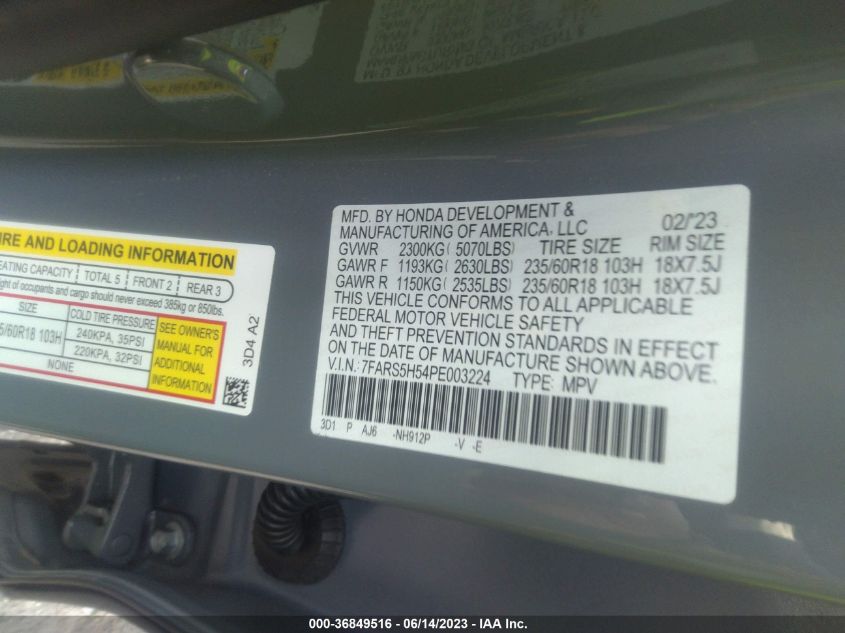 MFD. BY HONDA DEVELOPMENT &
MANUFACTURING OF AMERICA, LLC 02/'23
GVWR 2300KG( 5070LBS) TIRE SIZE RIM SIZE
GAWR F 1193KG( 2630LBS) 235/60R18 103H 18X7.5J
GAWR R 1150KG( 2535LBS) 235/60R18 103H 18X7.5J
THIS VEHICLE CONFORMS TO ALL APPLICABLE
FEDERAL MOTOR VEHICLE SAFETY
AND THEFT PREVENTION STANDARDS IN EFFECT
ON THE DATE OF MANUFACTURE SHOWN ABOVE.
V.I.N.: 7FARS5H54PE003224 TYPE: MPV
3D1 P AJ6 -NH912P -V -E
IRE AND LOADING INFORMATION
EATING CAPACITY TOTAL 5 FRONT 2 REAR 3
ight of occupants and cargo should never exceed 385kg or 850lbs.
SIZE COLD TIRE PRESSURE
5/60R18 103H 240KPA, 35PSI
220KPA, 32PSI
NONE
SEE OWNER'S
MANUAL FOR
ADDITIONAL
INFORMATION
3D4 A2
000-36849516 - 06/14/2023 - IAA Inc.